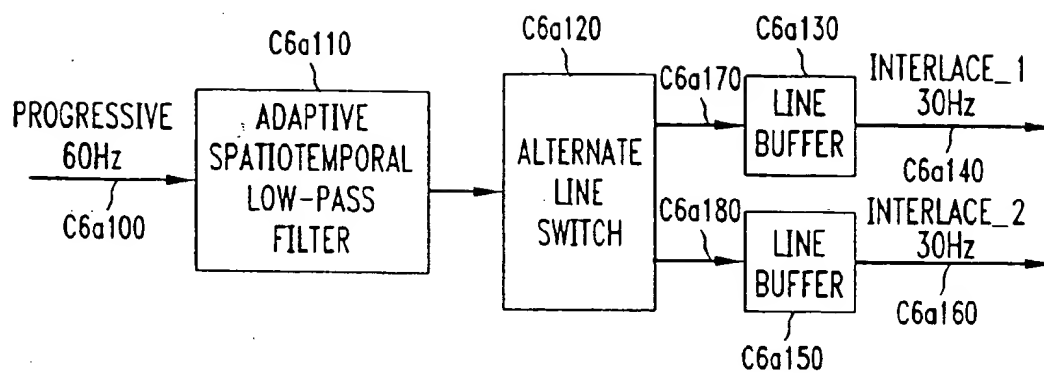 C6a110
C6a120
C6a130
PROGRESSIVE
60Hz
C6a100
ADAPTIVE
SPATIOTEMPORAL
LOW-PASS
FILTER
ALTERNATE
LINE
SWITCH
C6a170
LINE
BUFFER
INTERLACE_1
30Hz
C6a140
C6a180
LINE
BUFFER
INTERLACE_2
30Hz
C6a160
C6a150